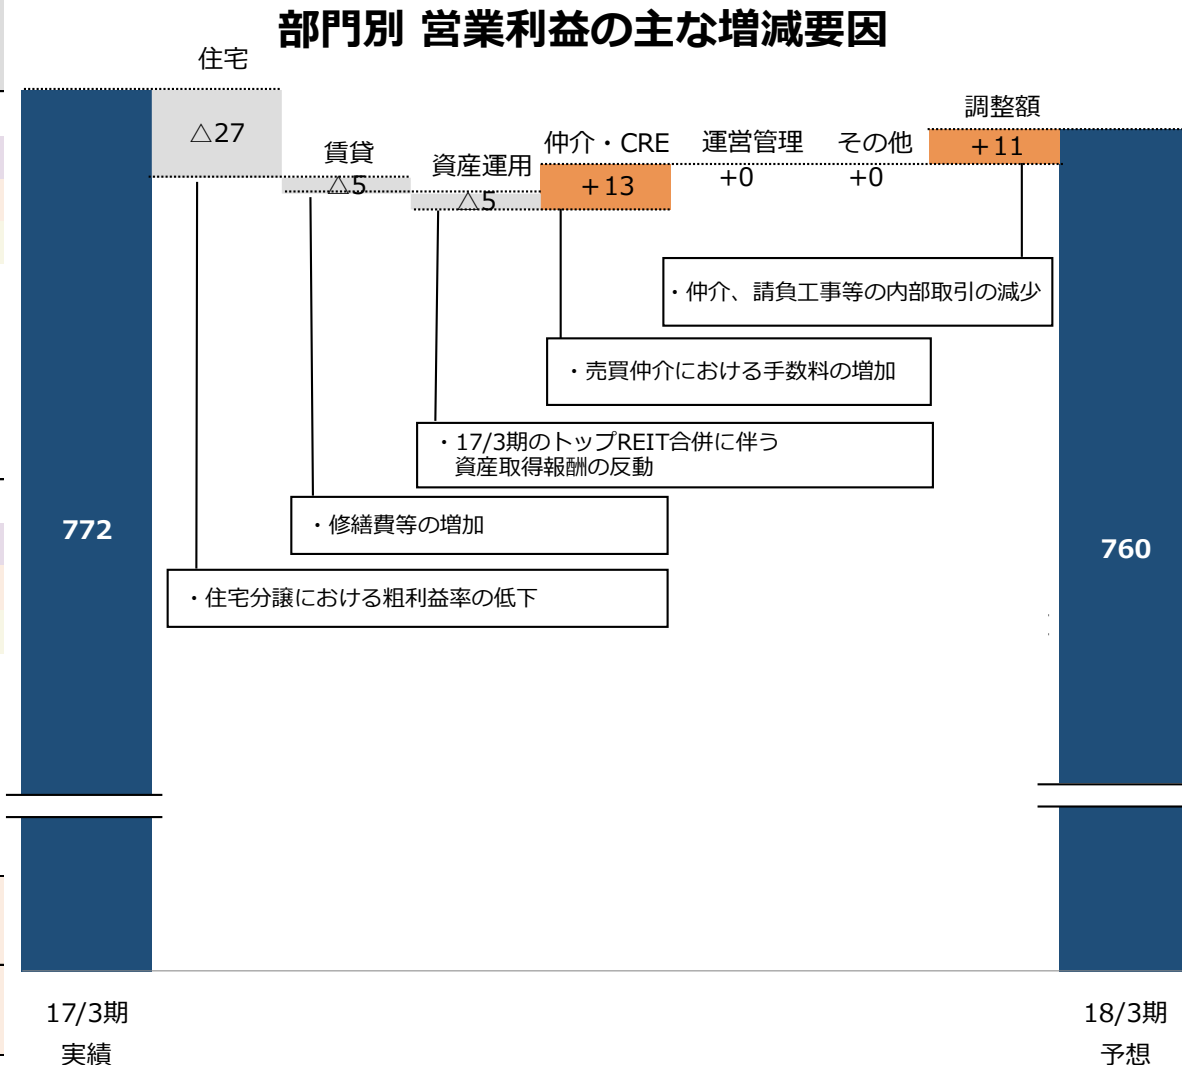 部門別 営業利益の主な増減要因
住宅
△27
賃貸
△5
資産運用
△5
仲介・CRE
＋13
運営管理
+0
その他
+0
調整額
＋11
・仲介、請負工事等の内部取引の減少
・売買仲介における手数料の増加
・17/3期のトップREIT合併に伴う
資産取得報酬の反動
・修繕費等の増加
・住宅分譲における粗利益率の低下
772
760
17/3期
実績
18/3期
予想